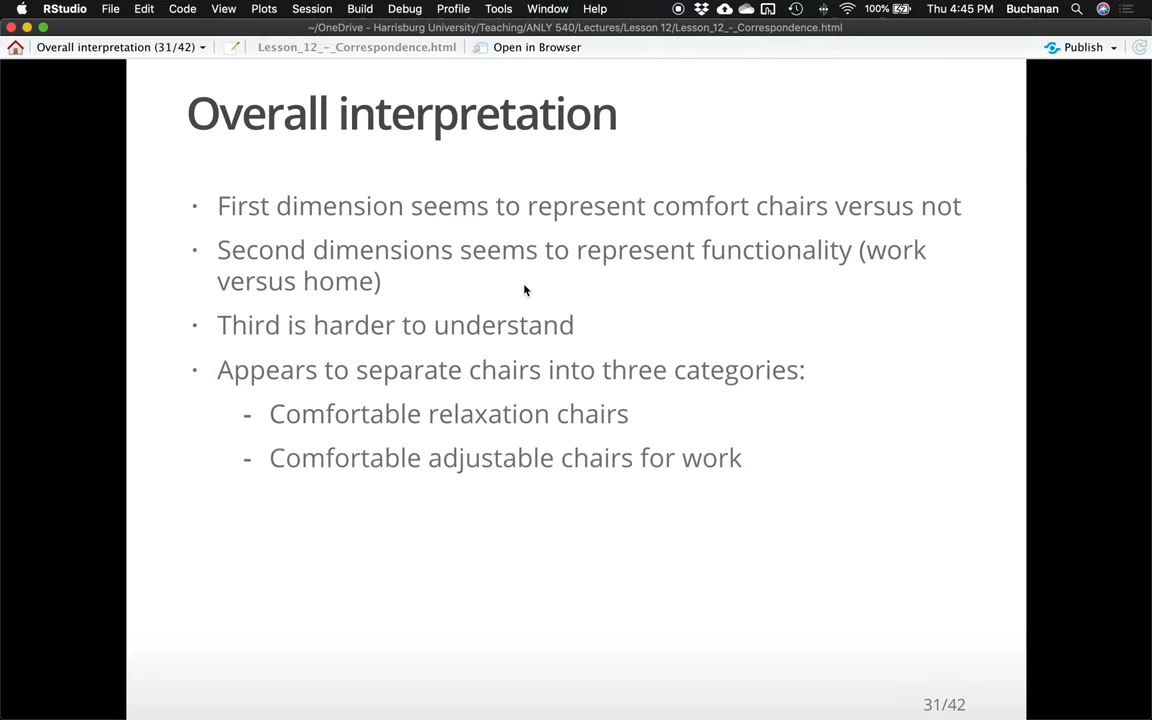 RStudio File Edit Code View Plots Session Build Debug Profile Tools Window Help 100% Thu 4:45 PM Buchanan
~/OneDrive - Harrisburg University/Teaching/ANLY 540/Lectures/Lesson 12/Lesson_12_-_Correspondence.html
Overall interpretation (31/42) Lesson_12_-_Correspondence.html Open in Browser Publish
Overall interpretation
· First dimension seems to represent comfort chairs versus not
· Second dimensions seems to represent functionality (work
versus home)
· Third is harder to understand
· Appears to separate chairs into three categories:
- Comfortable relaxation chairs
- Comfortable adjustable chairs for work
31/42